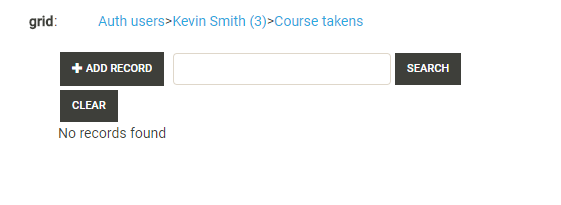 grid: Auth users>Kevin Smith (3)>Course takens
+ ADD RECORD SEARCH
CLEAR
No records found